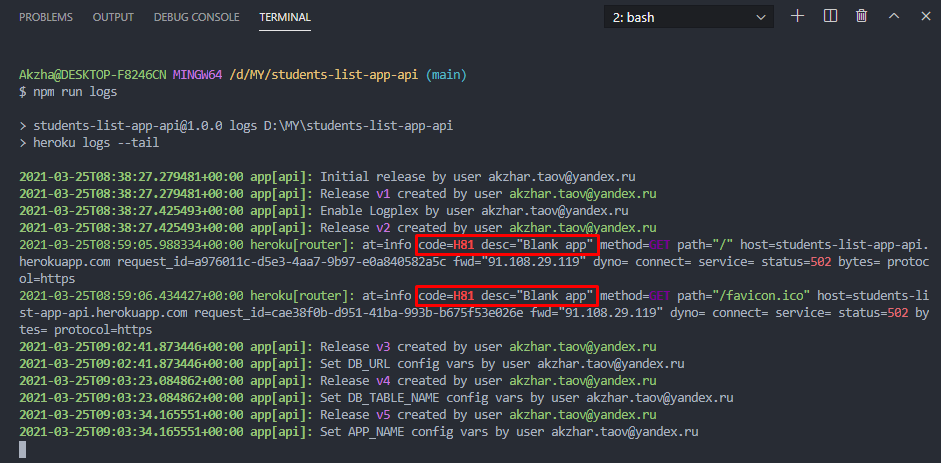 PROBLEMS OUTPUT DEBUG CONSOLE TERMINAL 2: bash
Akzha@DESKTOP-F8246CN MINGW64 /d/MY/students-list-app-api (main)
$ npm run logs
> students-list-app-api@1.0.0 logs D:\MY\students-list-app-api
> heroku logs --tail
2021-03-25T08:38:27.279481+00:00 app[api]: Initial release by user akzhar.taov@yandex.ru
2021-03-25T08:38:27.279481+00:00 app[api]: Release v1 created by user akzhar.taov@yandex.ru
2021-03-25T08:38:27.425493+00:00 app[api]: Enable Logplex by user akzhar.taov@yandex.ru
2021-03-25T08:38:27.425493+00:00 app[api]: Release v2 created by user akzhar.taov@yandex.ru
2021-03-25T08:59:05.988334+00:00 heroku[router]: at=info code=H81 desc="Blank app" method=GET path="/" host=students-list-app-api.
herokuapp.com request_id=a976011c-d5e3-4aa7-9b97-e0a840582a5c fwd="91.108.29.119" dyno= connect= service= status=502 bytes= protoc
ol=https
2021-03-25T08:59:06.434427+00:00 heroku[router]: at=info code=H81 desc="Blank app" method=GET path="/favicon.ico" host=students-li
st-app-api.herokuapp.com request_id=cae38f0b-d951-41ba-993b-b675f53e026e fwd="91.108.29.119" dyno= connect= service= status=502 by
tes= protocol=https
2021-03-25T09:02:41.873446+00:00 app[api]: Release v3 created by user akzhar.taov@yandex.ru
2021-03-25T09:02:41.873446+00:00 app[api]: Set DB_URL config vars by user akzhar.taov@yandex.ru
2021-03-25T09:03:23.084862+00:00 app[api]: Release v4 created by user akzhar.taov@yandex.ru
2021-03-25T09:03:23.084862+00:00 app[api]: Set DB_TABLE_NAME config vars by user akzhar.taov@yandex.ru
2021-03-25T09:03:34.165551+00:00 app[api]: Release v5 created by user akzhar.taov@yandex.ru
2021-03-25T09:03:34.165551+00:00 app[api]: Set APP_NAME config vars by user akzhar.taov@yandex.ru